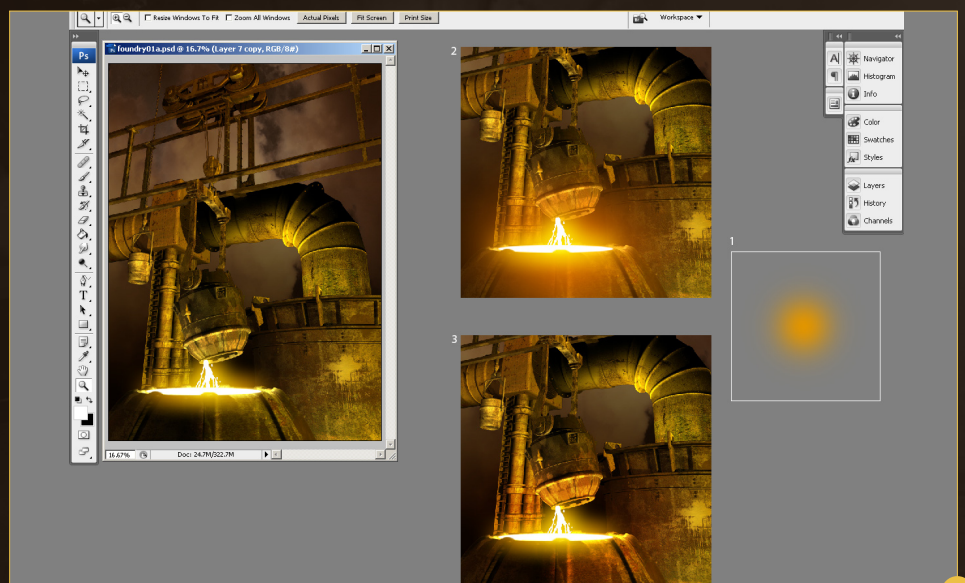 Resize Windows To Fit Zoom All Windows Actual Pixels Fit Screen Print Size Workspace
Ps
foundry01a.psd @ 16.7% (Layer 7 copy, RGB/8#)
T
16.67% Doc: 24.7M/322.7M
2
3
1
A
Navigator
Histogram
Info
Color
Swatches
Styles
Layers
History
Channels